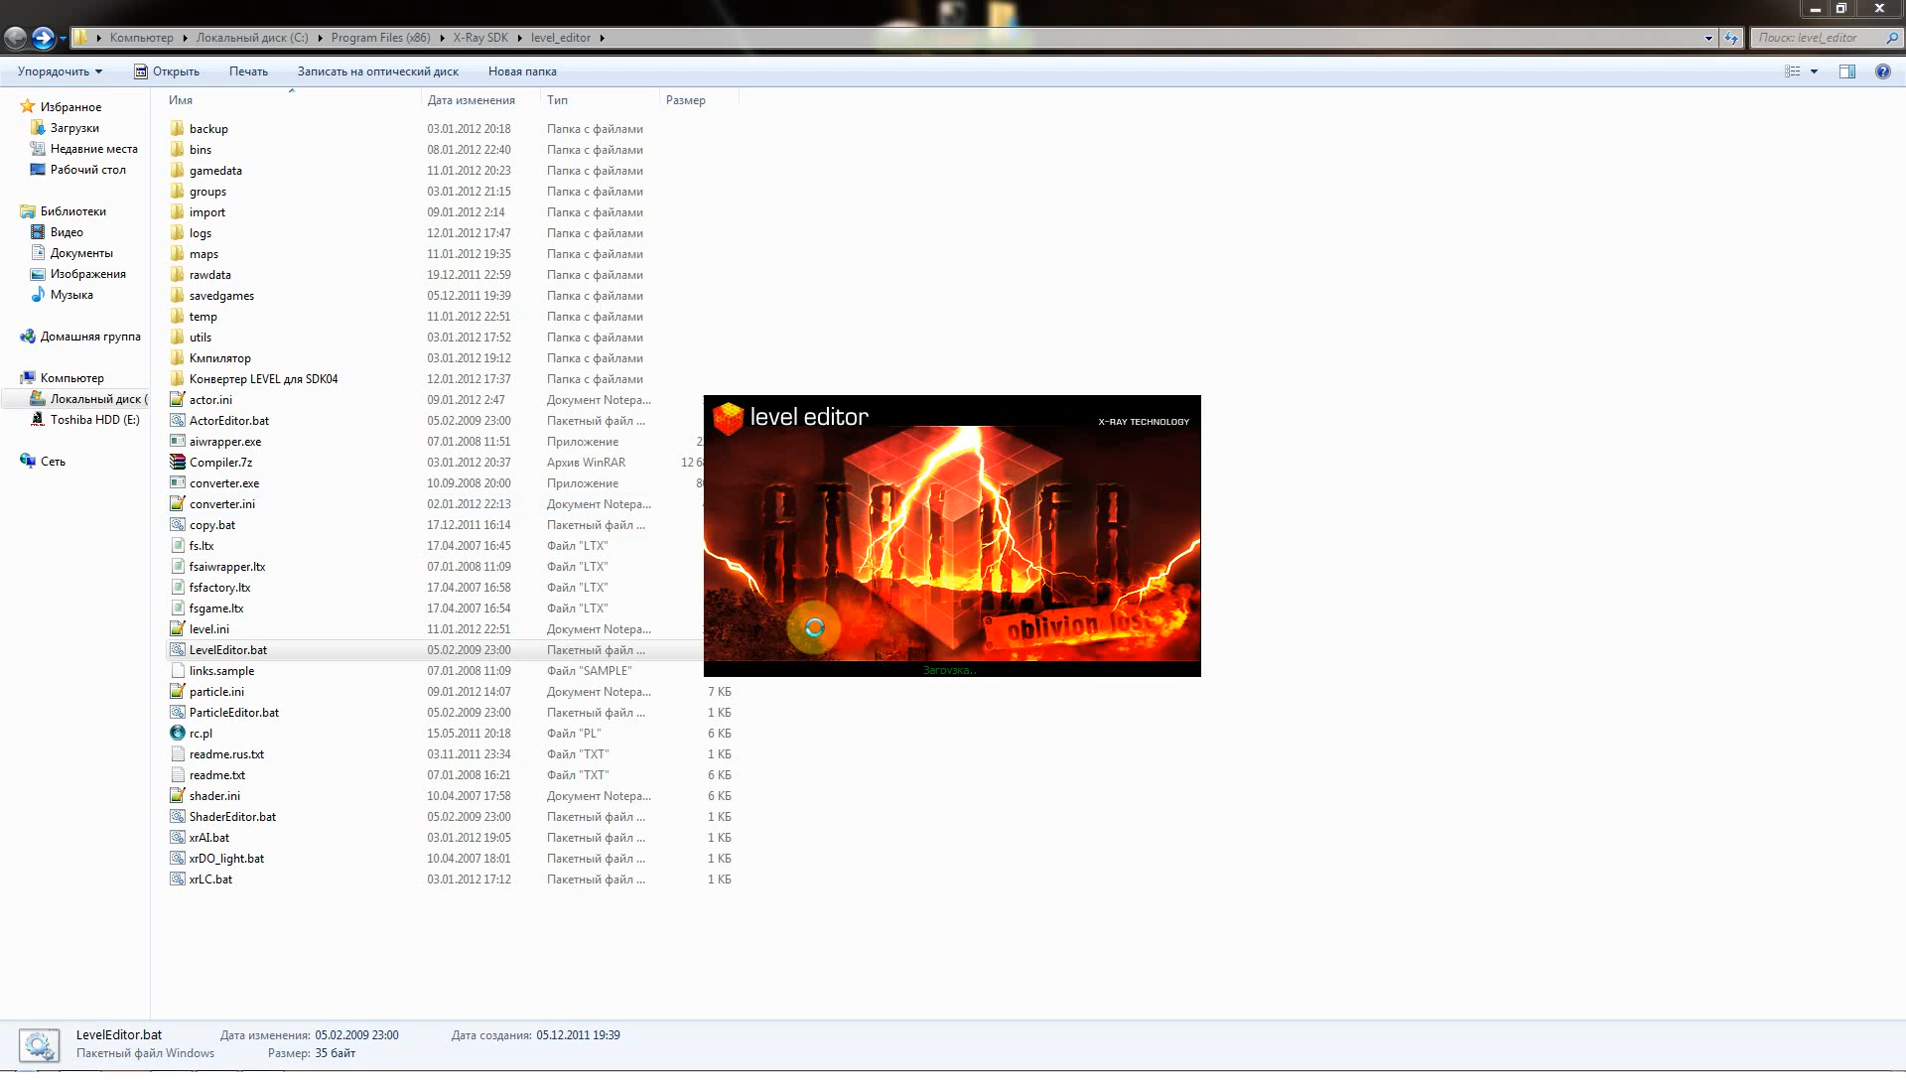 Компьютер Локальный диск (C:) Program Files (x86) X-Ray SDK level_editor
Поиск: level_editor
Упорядочить Открыть Печать Записать на оптический диск Новая папка
Имя Дата изменения Тип Размер
Избранное
Загрузки
Недавние места
Рабочий стол
Библиотеки
Видео
Документы
Изображения
Музыка
Домашняя группа
Компьютер
Локальный диск (
Toshiba HDD (E:)
Сеть
backup 03.01.2012 20:18 Папка с файлами
bins 08.01.2012 22:40 Папка с файлами
gamedata 11.01.2012 20:23 Папка с файлами
groups 03.01.2012 21:15 Папка с файлами
import 09.01.2012 2:14 Папка с файлами
logs 12.01.2012 17:47 Папка с файлами
maps 11.01.2012 19:35 Папка с файлами
rawdata 19.12.2011 22:59 Папка с файлами
savedgames 05.12.2011 19:39 Папка с файлами
temp 11.01.2012 22:51 Папка с файлами
utils 03.01.2012 17:52 Папка с файлами
Кмпилятор 03.01.2012 19:12 Папка с файлами
Конвертер LEVEL для SDK04 12.01.2012 17:37 Папка с файлами
actor.ini 09.01.2012 2:47 Документ Notepa...
ActorEditor.bat 05.02.2009 23:00 Пакетный файл ...
aiwrapper.exe 07.01.2008 11:51 Приложение
Compiler.7z 03.01.2012 20:37 Архив WinRAR
converter.exe 10.09.2008 20:00 Приложение
converter.ini 02.01.2012 22:13 Документ Notepa...
copy.bat 17.12.2011 16:14 Пакетный файл ...
fs.ltx 17.04.2007 16:45 Файл "LTX"
fsaiwrapper.ltx 07.01.2008 11:09 Файл "LTX"
fsfactory.ltx 17.04.2007 16:58 Файл "LTX"
fsgame.ltx 17.04.2007 16:54 Файл "LTX"
level.ini 11.01.2012 22:51 Документ Notepa...
LevelEditor.bat 05.02.2009 23:00 Пакетный файл ...
links.sample 07.01.2008 11:09 Файл "SAMPLE"
particle.ini 09.01.2012 14:07 Документ Notepa... 7 КБ
ParticleEditor.bat 05.02.2009 23:00 Пакетный файл ... 1 КБ
rc.pl 15.05.2011 20:18 Файл "PL" 6 КБ
readme.rus.txt 03.11.2011 23:34 Файл "TXT" 1 КБ
readme.txt 07.01.2008 16:21 Файл "TXT" 6 КБ
shader.ini 10.04.2007 17:58 Документ Notepa... 6 КБ
ShaderEditor.bat 05.02.2009 23:00 Пакетный файл ... 1 КБ
xrAI.bat 03.01.2012 19:05 Пакетный файл ... 1 КБ
xrDO_light.bat 10.04.2007 18:01 Пакетный файл ... 1 КБ
xrLC.bat 03.01.2012 17:12 Пакетный файл ... 1 КБ
level editor
X-RAY TECHNOLOGY
oblivion lost
Загрузка..
LevelEditor.bat Дата изменения: 05.02.2009 23:00 Дата создания: 05.12.2011 19:39
Пакетный файл Windows Размер: 35 байт